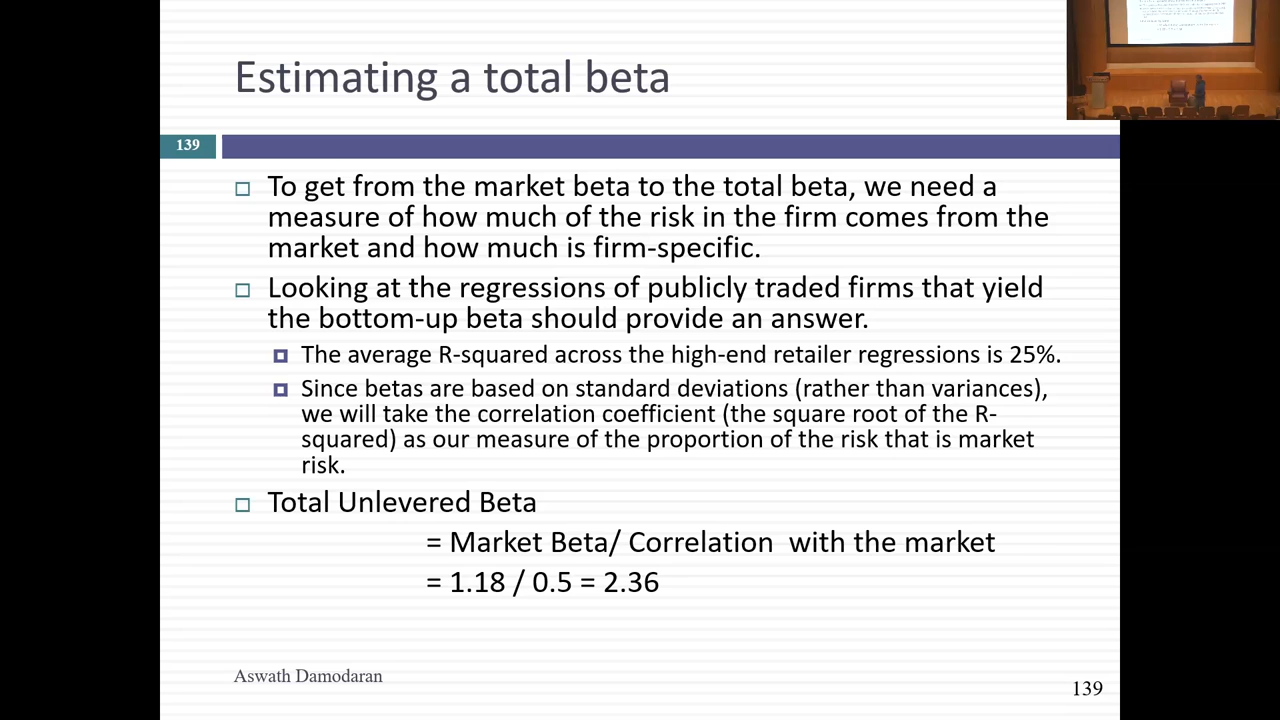 Estimating a total beta
139
To get from the market beta to the total beta, we need a
measure of how much of the risk in the firm comes from the
market and how much is firm-specific.
Looking at the regressions of publicly traded firms that yield
the bottom-up beta should provide an answer.
The average R-squared across the high-end retailer regressions is 25%.
Since betas are based on standard deviations (rather than variances),
we will take the correlation coefficient (the square root of the R-
squared) as our measure of the proportion of the risk that is market
risk.
Total Unlevered Beta
= Market Beta/ Correlation with the market
= 1.18 / 0.5 = 2.36
Aswath Damodaran
139